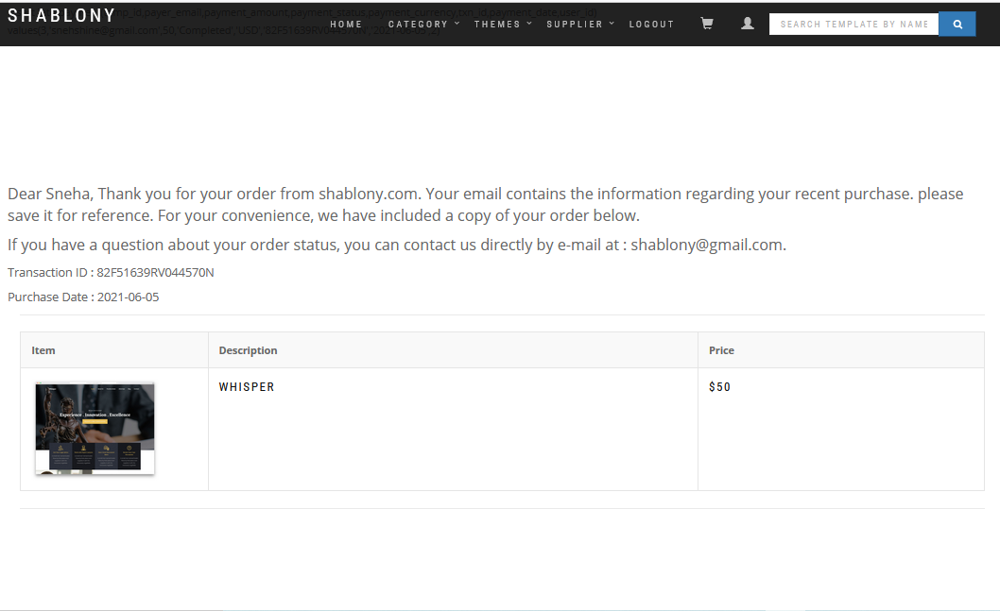 SHABLONY
mp_id,payer_email,payment_amount,payment_status,payment_currency,txn_id,payment_date,user_id)
values(3,'snehshine@gmail.com',50,'Completed','USD','82F51639RV044570N','2021-06-05',2)
HOME CATEGORY THEMES SUPPLIER LOGOUT SEARCH TEMPLATE BY NAME
Dear Sneha, Thank you for your order from shablony.com. Your email contains the information regarding your recent purchase. please
save it for reference. For your convenience, we have included a copy of your order below.
If you have a question about your order status, you can contact us directly by e-mail at : shablony@gmail.com.
Transaction ID : 82F51639RV044570N
Purchase Date : 2021-06-05
Item Description Price
WHISPER $50
Experience . Innovation . Excellence